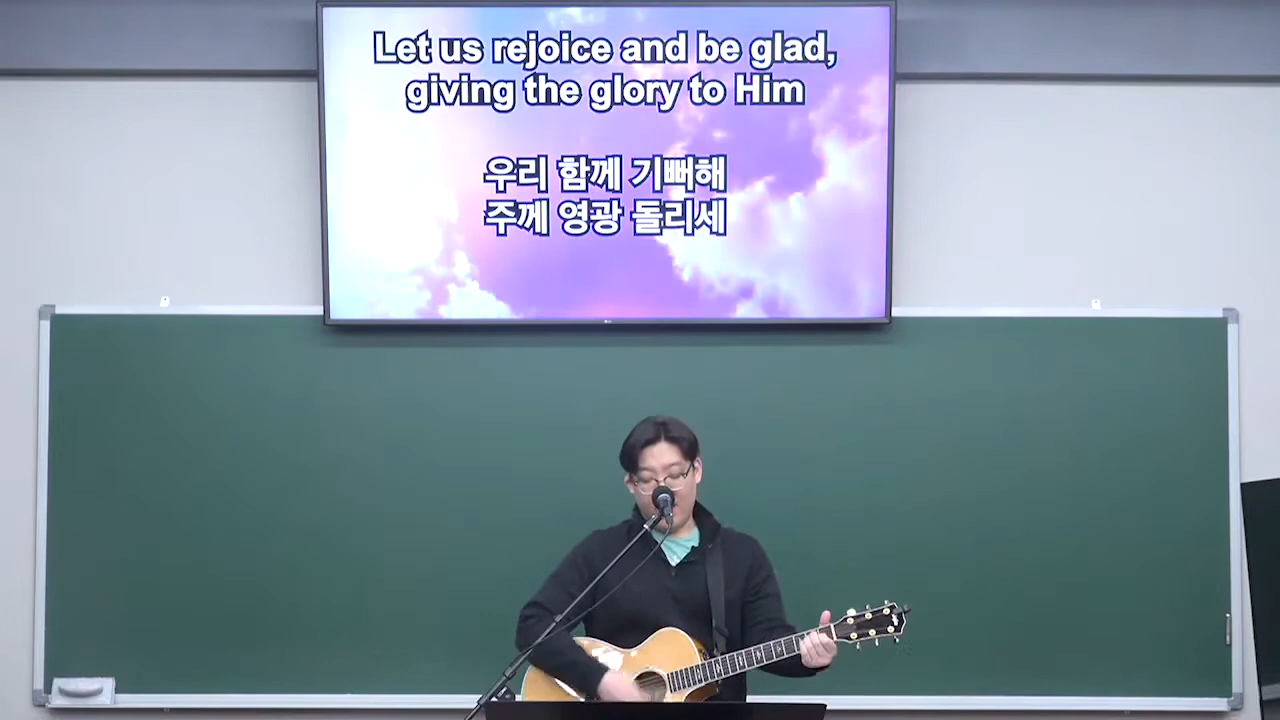 Let us rejoice and be glad,
giving the glory to Him
우리 함께 기뻐해
주께 영광 돌리세